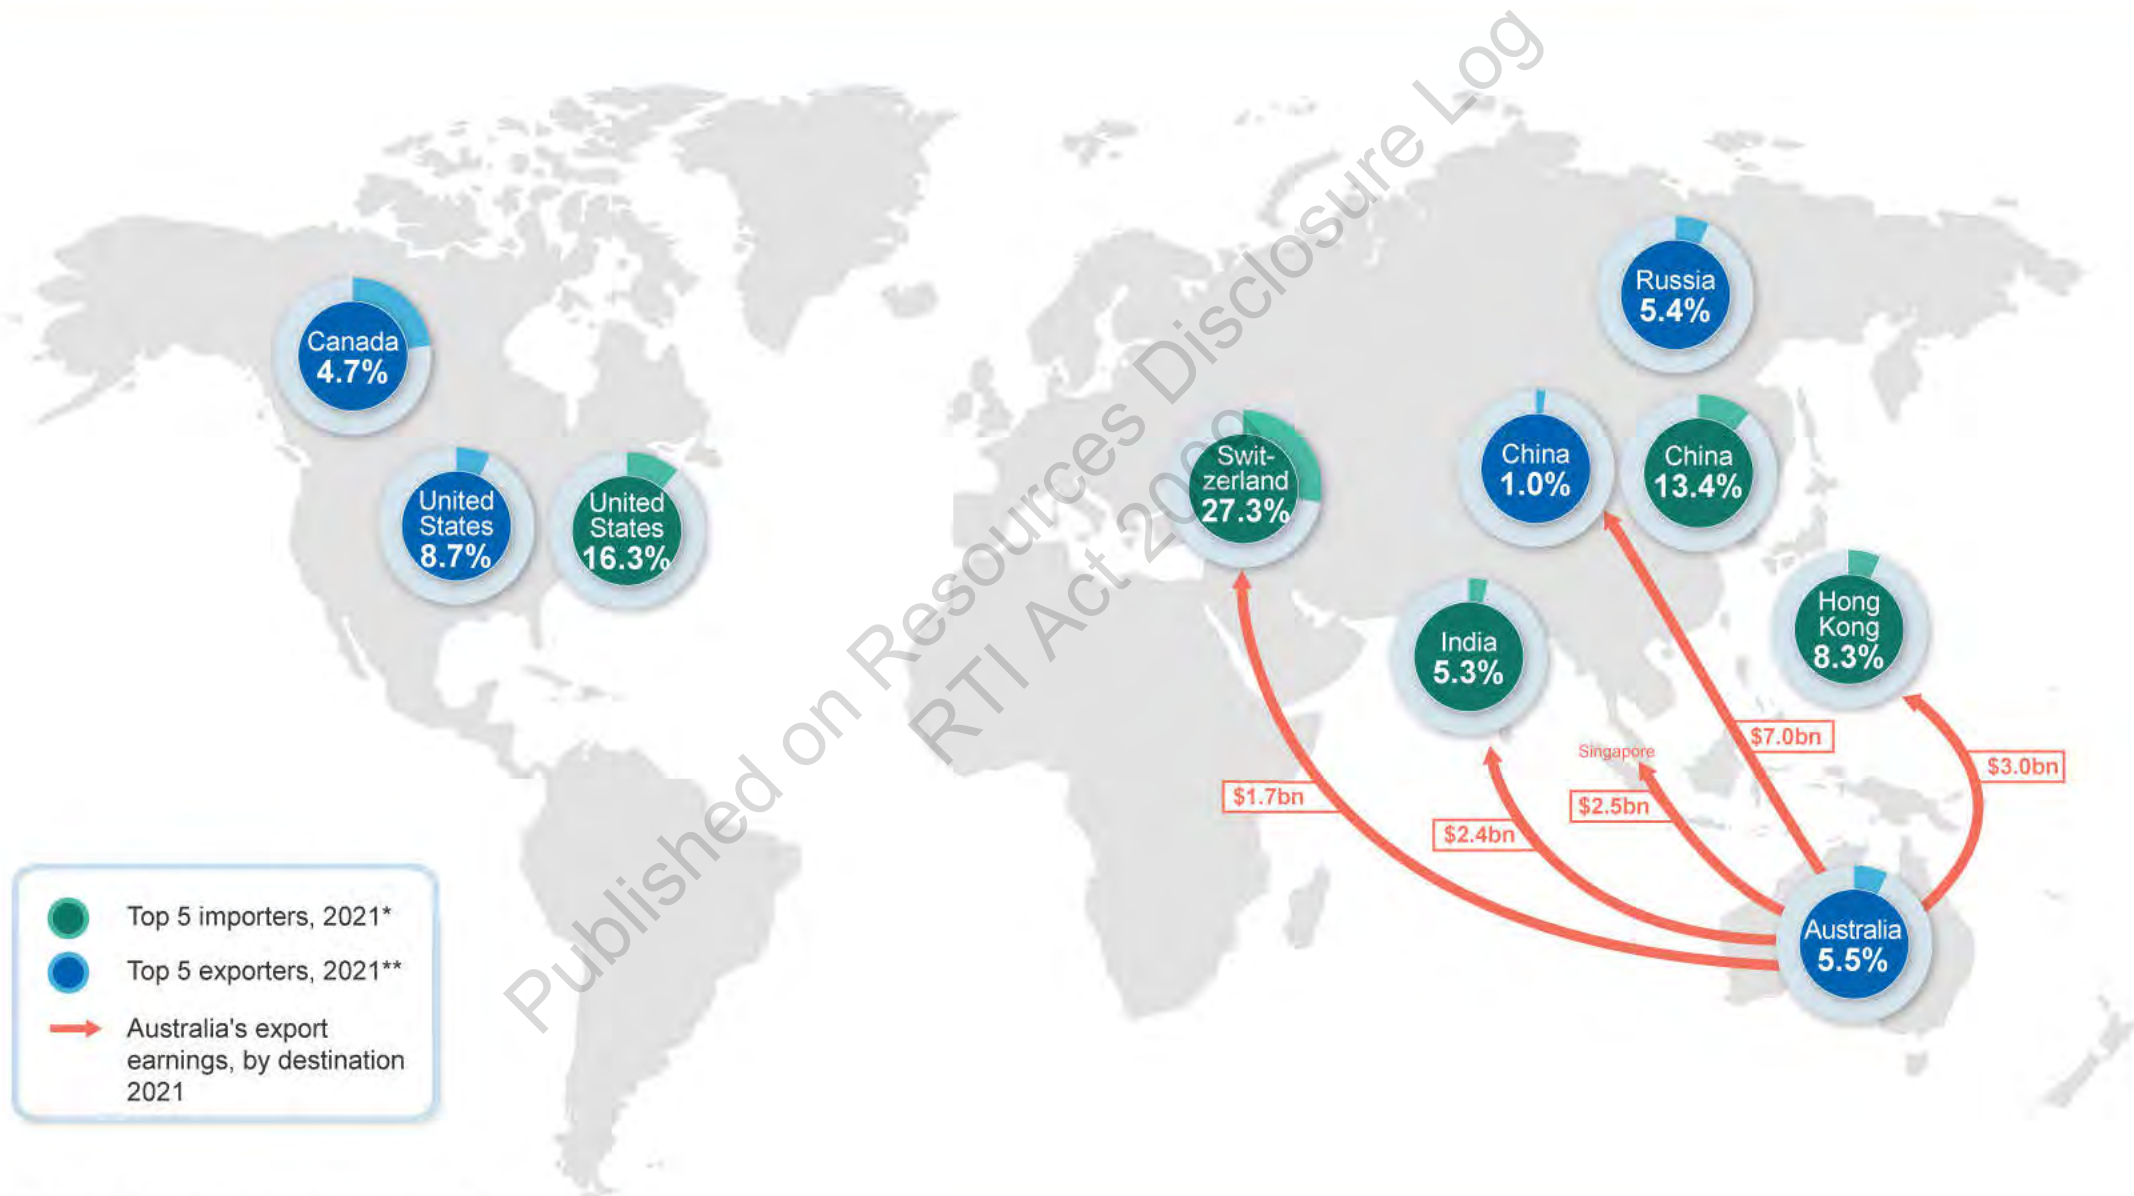 Published on Resources Disclosure Log
RTI Act 2009
Russia
5.4%
Canada
4.7%
China
1.0%
China
13.4%
Swit-
zerland
27.3%
United
States
8.7%
United
States
16.3%
Hong
Kong
8.3%
India
5.3%
$7.0bn
Singapore
$3.0bn
$1.7bn
$2.5bn
$2.4bn
Australia
5.5%
Top 5 importers, 2021*
Top 5 exporters, 2021**
Australia's export
earnings, by destination
2021